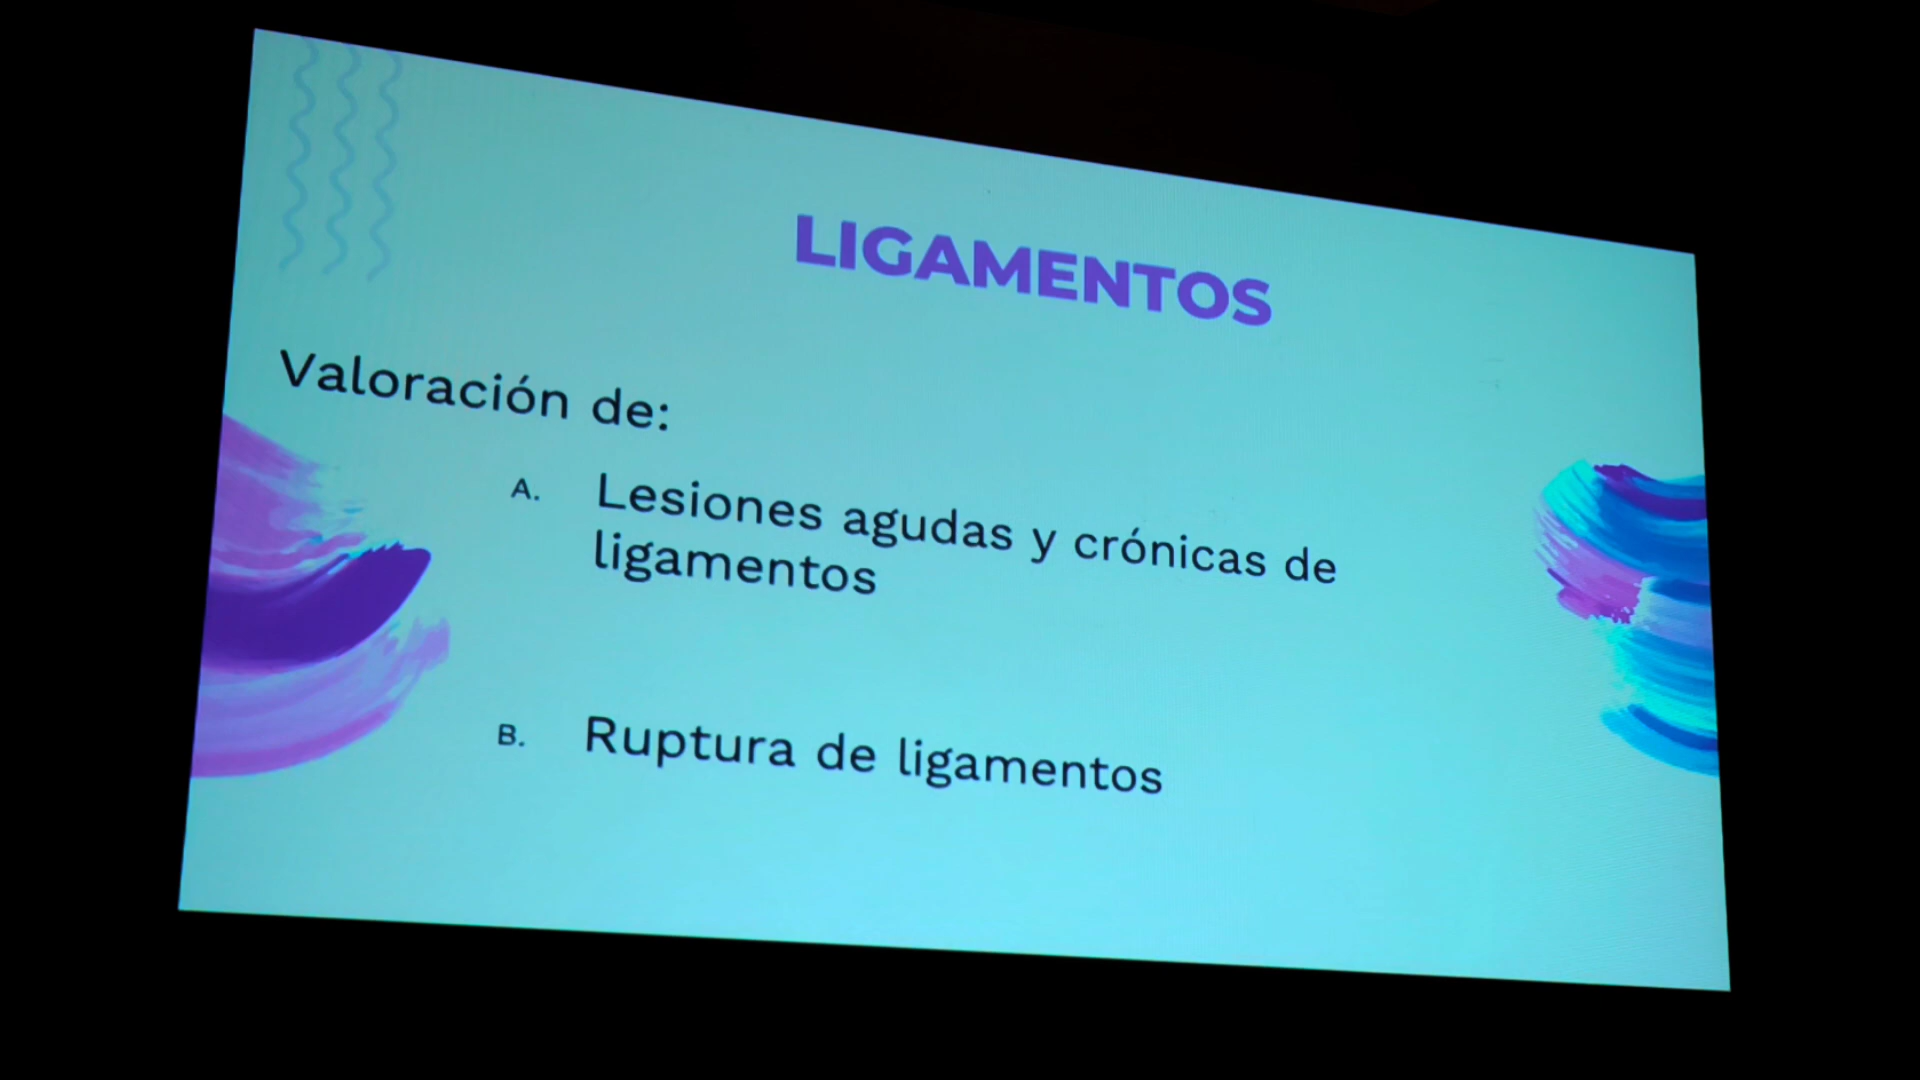 LIGAMENTOS
Valoración de:
A. Lesiones agudas y crónicas de
ligamentos
B. Ruptura de ligamentos